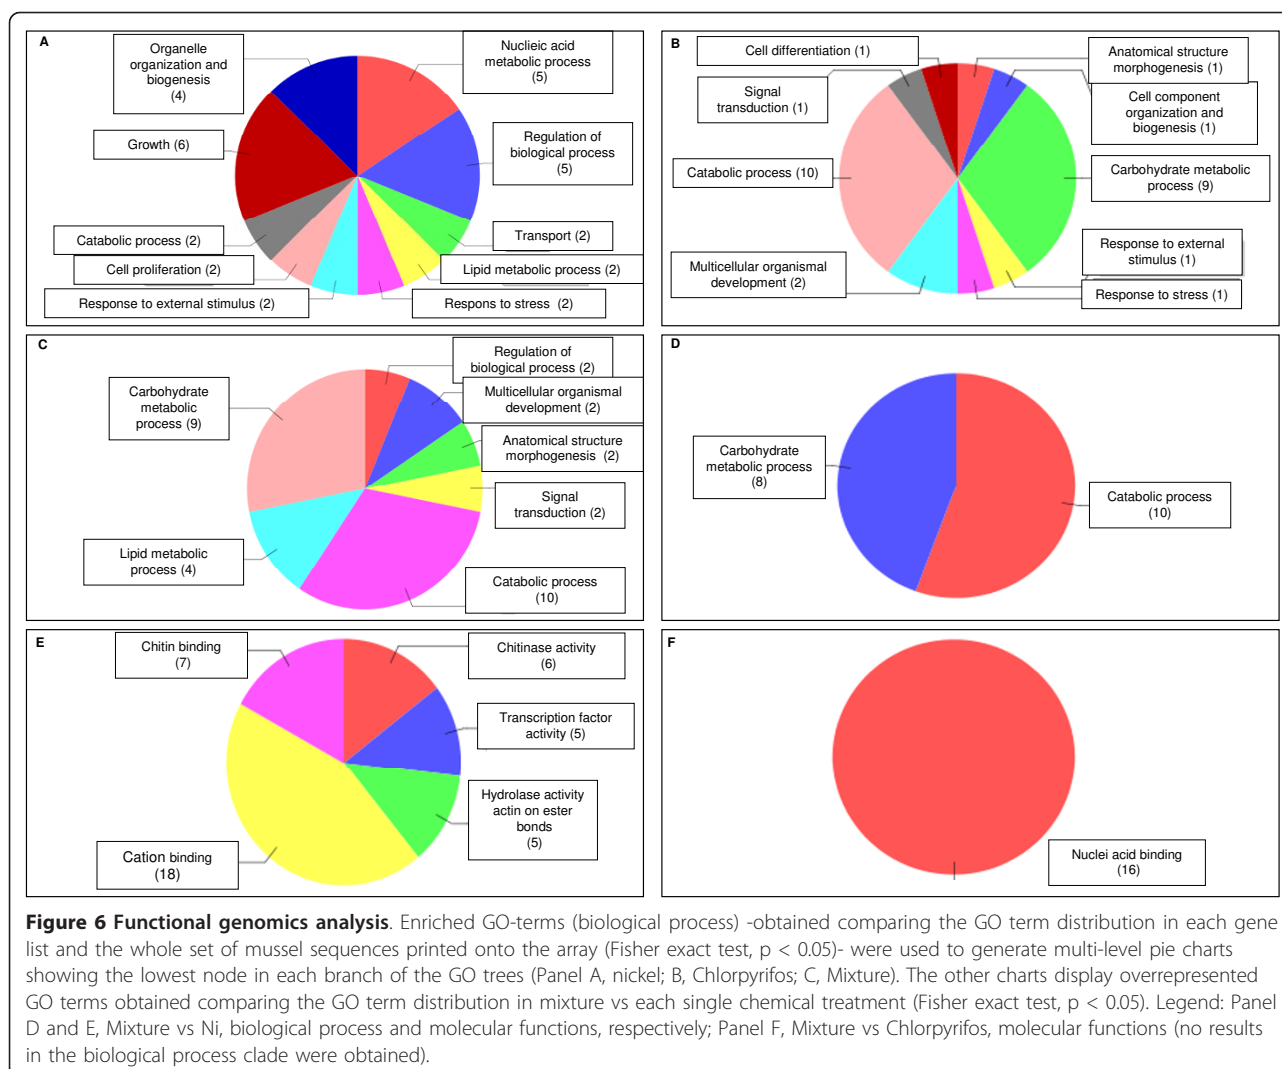 A
Organelle
organization and
biogenesis
(4)
Nuclieic acid
metabolic process
(5)
Growth (6)
Regulation of
biological process
(5)
Catabolic process (2)
Transport (2)
Cell proliferation (2)
Lipid metabolic process (2)
Response to external stimulus (2)
Respons to stress (2)
B
Cell differentiation (1)
Anatomical structure
morphogenesis (1)
Signal
transduction (1)
Cell component
organization and
biogenesis (1)
Catabolic process (10)
Carbohydrate metabolic
process (9)
Multicellular organismal
development (2)
Response to external
stimulus (1)
Response to stress (1)
C
Regulation of
biological process (2)
Carbohydrate
metabolic
process (9)
Multicellular organismal
development (2)
Anatomical structure
morphogenesis (2)
Signal
transduction (2)
Lipid metabolic
process (4)
Catabolic process
(10)
D
Carbohydrate
metabolic process
(8)
Catabolic process
(10)
E
Chitin binding
(7)
Chitinase activity
(6)
Transcription factor
activity (5)
Hydrolase activity
actin on ester
bonds
(5)
Cation binding
(18)
F
Nuclei acid binding
(16)
Figure 6 Functional genomics analysis. Enriched GO-terms (biological process) -obtained comparing the GO term distribution in each gene
list and the whole set of mussel sequences printed onto the array (Fisher exact test, p < 0.05)- were used to generate multi-level pie charts
showing the lowest node in each branch of the GO trees (Panel A, nickel; B, Chlorpyrifos; C, Mixture). The other charts display overrepresented
GO terms obtained comparing the GO term distribution in mixture vs each single chemical treatment (Fisher exact test, p < 0.05). Legend: Panel
D and E, Mixture vs Ni, biological process and molecular functions, respectively; Panel F, Mixture vs Chlorpyrifos, molecular functions (no results
in the biological process clade were obtained).